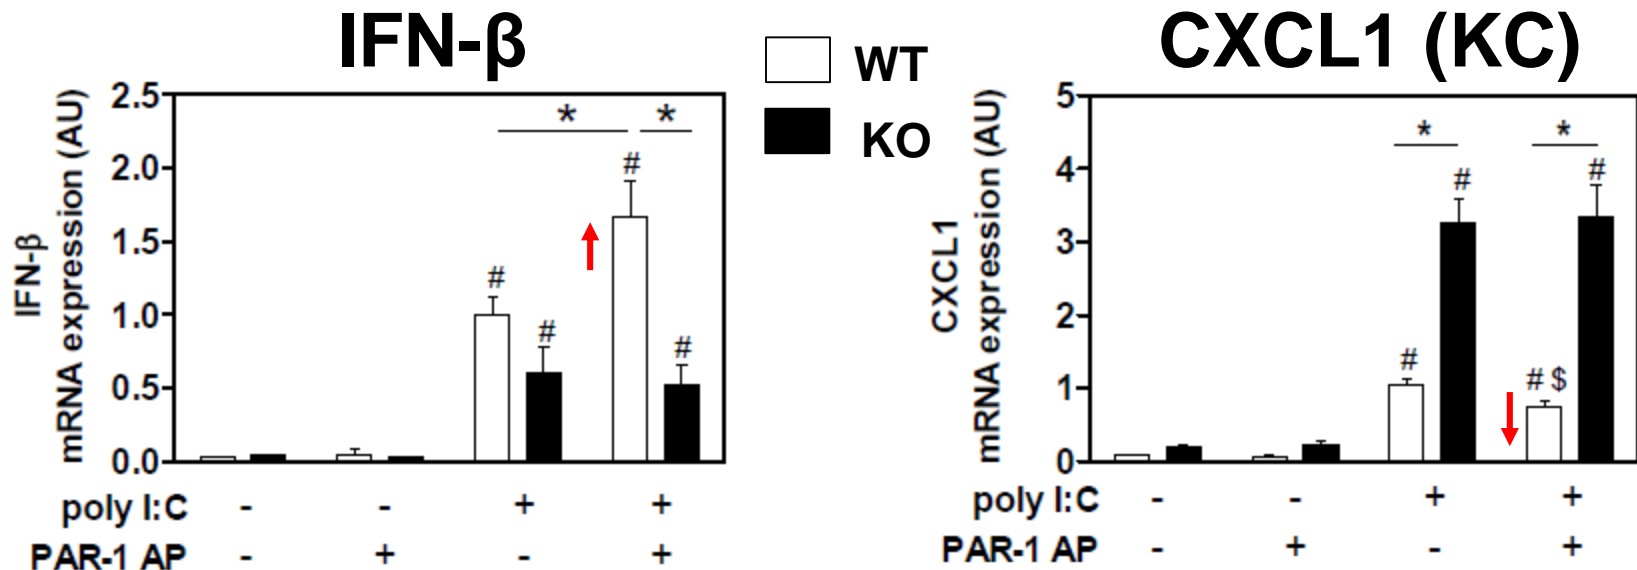 IFN-β
WT
KO
CXCL1 (KC)
IFN-β
mRNA expression (AU)
2.5
2.0
1.5
1.0
0.5
0.0
* *
#
#
#
#
poly I:C - - + +
PAR-1 AP - + - +
CXCL1
mRNA expression (AU)
5
4
3
2
1
0
* *
# #
# # $
poly I:C - - + +
PAR-1 AP - + - +